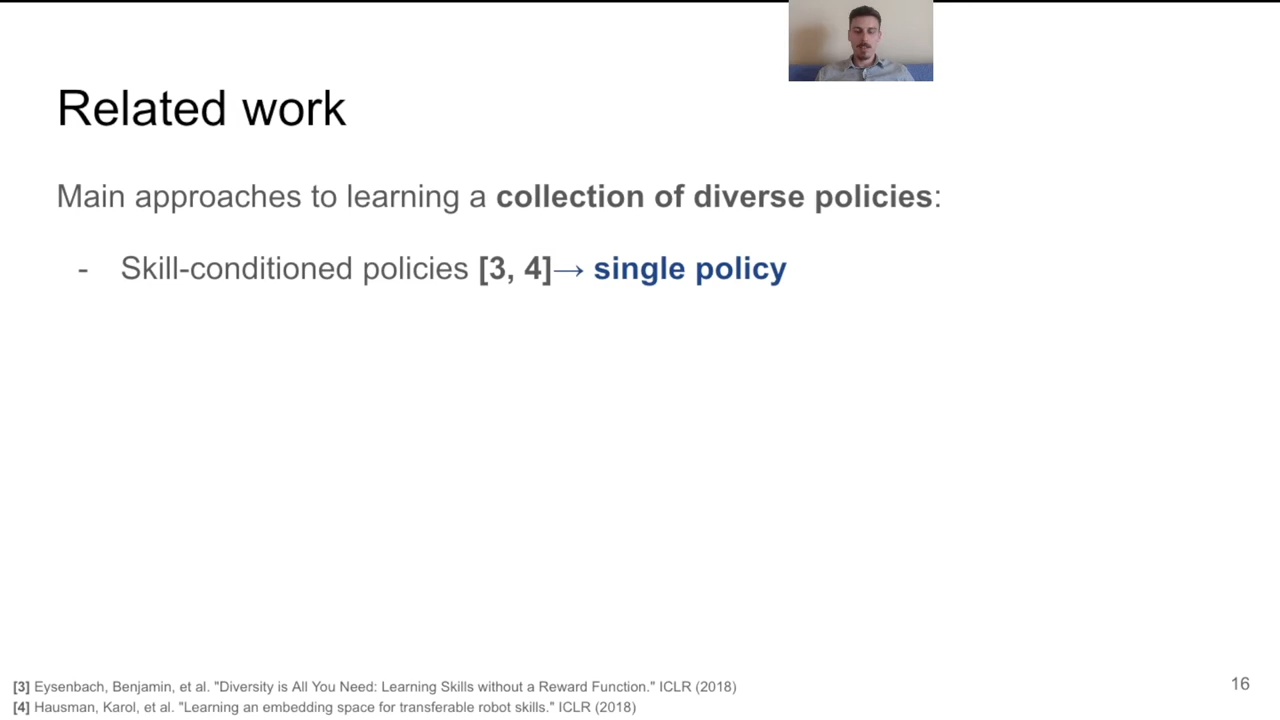 Related work
Main approaches to learning a collection of diverse policies:
- Skill-conditioned policies [3, 4]→ single policy
[3] Eysenbach, Benjamin, et al. "Diversity is All You Need: Learning Skills without a Reward Function." ICLR (2018)
[4] Hausman, Karol, et al. "Learning an embedding space for transferable robot skills." ICLR (2018)
16